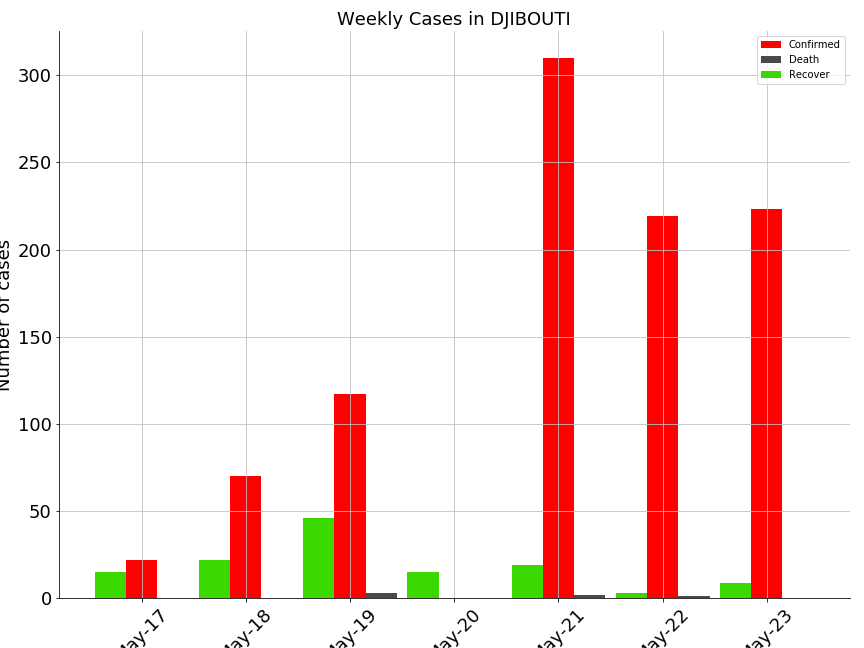 Weekly Cases in DJIBOUTI
Confirmed
Death
Recover
Number of cases
300
250
200
150
100
50
0
May-17
May-18
May-19
May-20
May-21
May-22
May-23